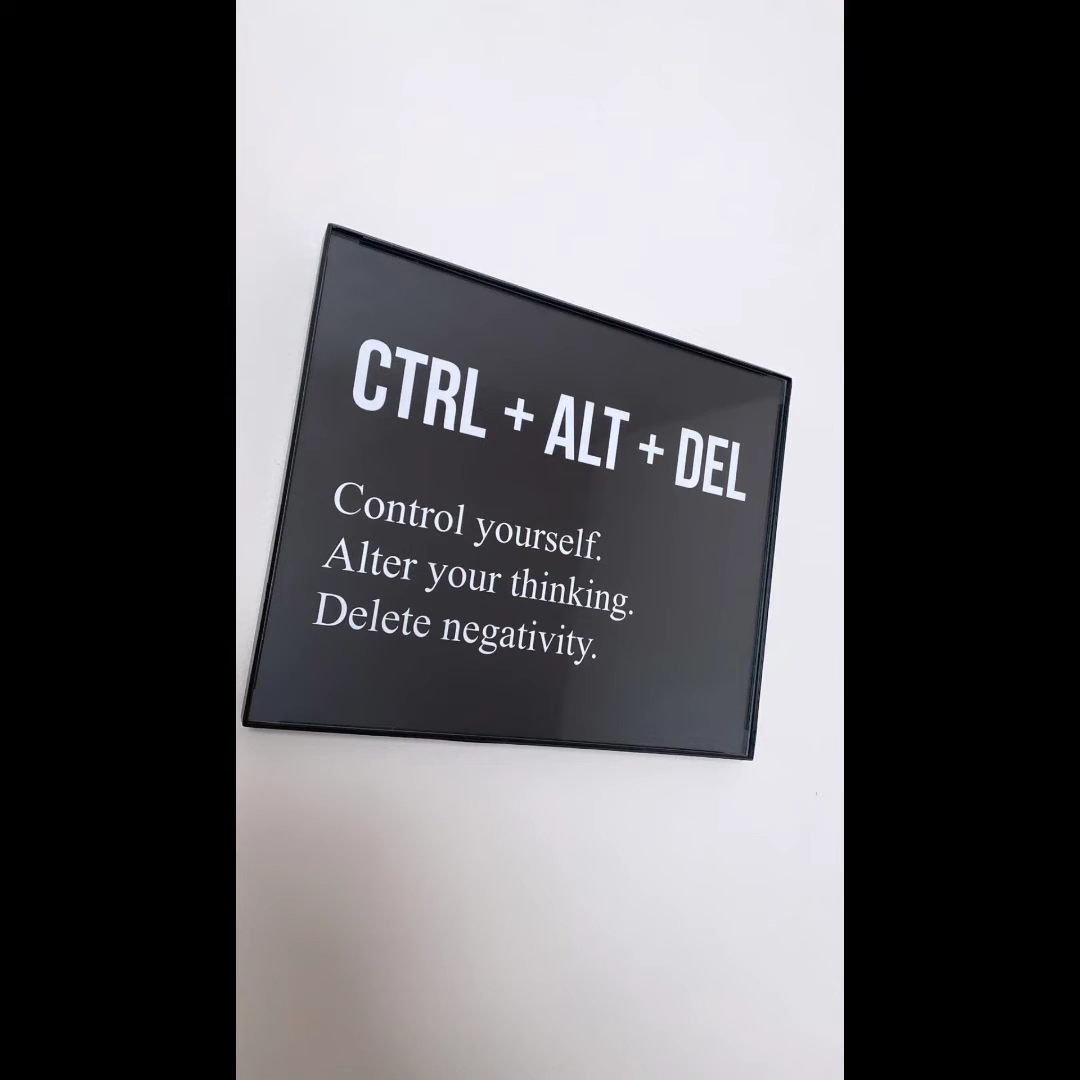 CTRL + ALT + DEL
Control yourself.
Alter your thinking.
Delete negativity.